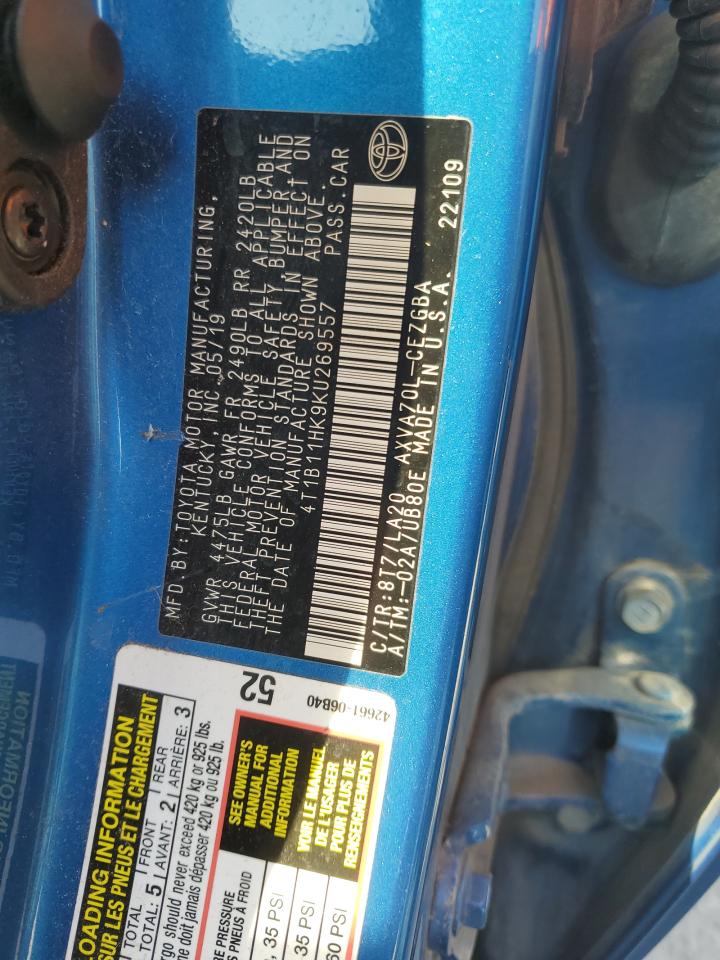 MFD BY:TOYOTA MOTOR MANUFACTURING,
KENTUCKY, INC 05/19
GVWR 4475LB GAWR FR 2490LB RR 2420LB
THIS VEHICLE CONFORMS TO ALL APPLICABLE
FEDERAL MOTOR VEHICLE SAFETY BUMPER,AND
THEFT PREVENTION STANDARDS IN EFFECT ON
THE DATE OF MANUFACTURE SHOWN ABOVE.
4T1B11HK9KU269557 PASS.CAR
C/TR:8T7/LA20 AXVA70L-CEZGBA
A/TM:-02A/UB80E MADE IN U.S.A. 22109
LOADING INFORMATION
SUR LES PNEUS ET LE CHARGEMENT
TOTAL 5 FRONT 2 REAR 3
TOTAL: AVANT: ARRIÈRE:
should never exceed 420 kg or 925 lbs.
ne doit jamais dépasser 420 kg ou 925 lb.
52
PRESSURE
PNEUS À FROID
35 PSI
35 PSI
60 PSI
SEE OWNER'S
MANUAL FOR
ADDITIONAL
INFORMATION
VOIR LE MANUEL
DE L'USAGER
POUR PLUS DE
RENSEIGNEMENTS
42661-06B40